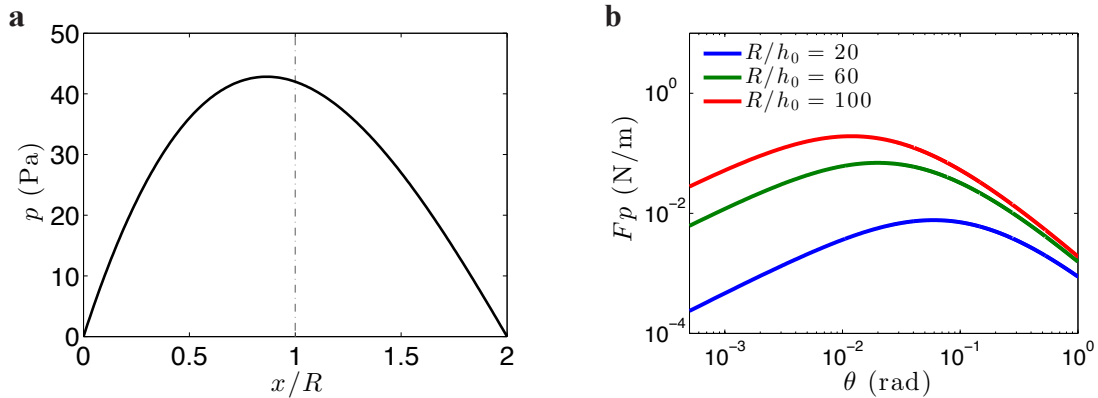 a
50
40
30
20
10
0
p (Pa)
0 0.5 1 1.5 2
x/R
b
R/h₀ = 20
R/h₀ = 60
R/h₀ = 100
10⁰
10⁻²
10⁻⁴
Fp (N/m)
10⁻³ 10⁻² 10⁻¹ 10⁰
θ (rad)